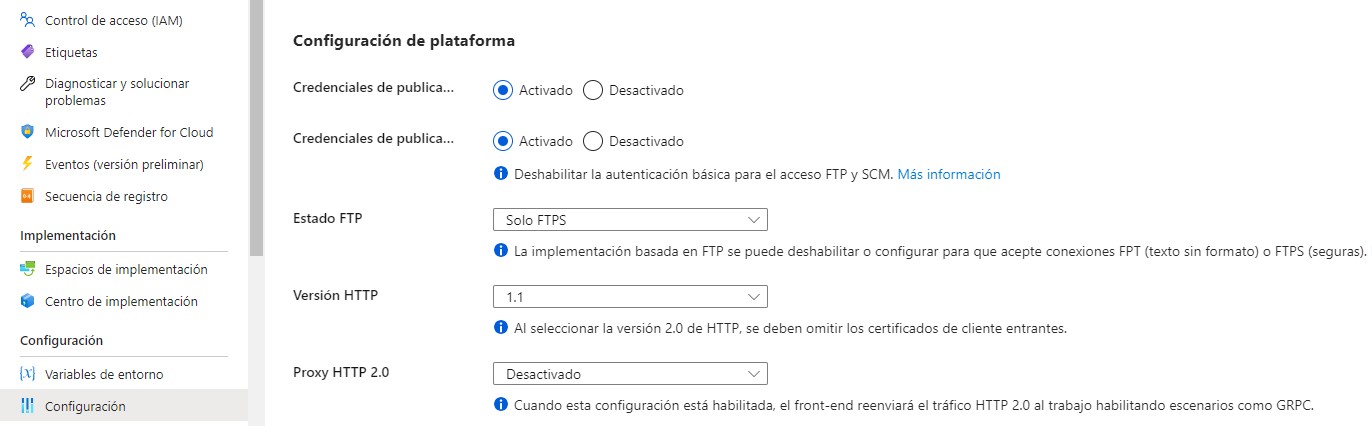 Control de acceso (IAM)
Etiquetas
Diagnosticar y solucionar
problemas
Microsoft Defender for Cloud
Eventos (versión preliminar)
Secuencia de registro
Implementación
Espacios de implementación
Centro de implementación
Configuración
Variables de entorno
Configuración
Configuración de plataforma
Credenciales de publica... Activado Desactivado
Credenciales de publica... Activado Desactivado
Deshabilitar la autenticación básica para el acceso FTP y SCM. Más información
Estado FTP Solo FTPS
La implementación basada en FTP se puede deshabilitar o configurar para que acepte conexiones FPT (texto sin formato) o FTPS (seguras).
Versión HTTP 1.1
Al seleccionar la versión 2.0 de HTTP, se deben omitir los certificados de cliente entrantes.
Proxy HTTP 2.0 Desactivado
Cuando esta configuración está habilitada, el front-end reenviará el tráfico HTTP 2.0 al trabajo habilitando escenarios como GRPC.